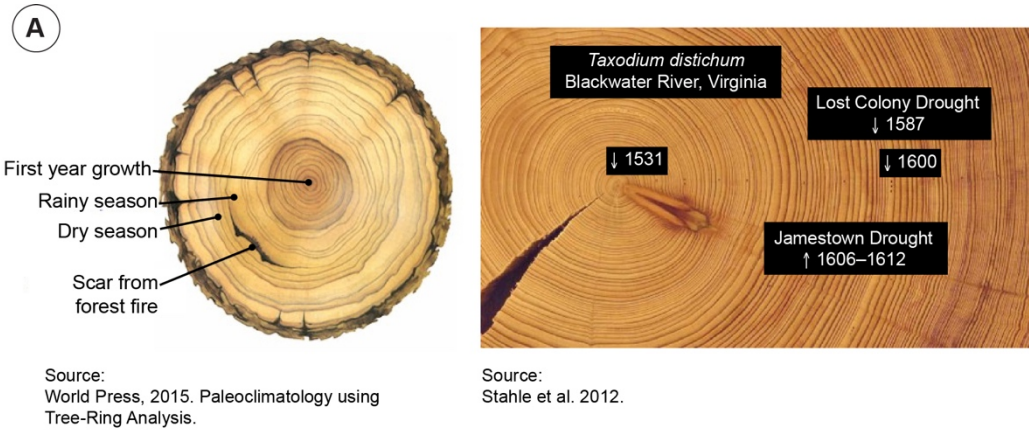 A
First year growth
Rainy season
Dry season
Scar from
forest fire
Source:
World Press, 2015. Paleoclimatology using
Tree-Ring Analysis.
Taxodium distichum
Blackwater River, Virginia
Lost Colony Drought
↓ 1587
↓ 1531
↓ 1600
Jamestown Drought
↑ 1606–1612
Source:
Stahle et al. 2012.